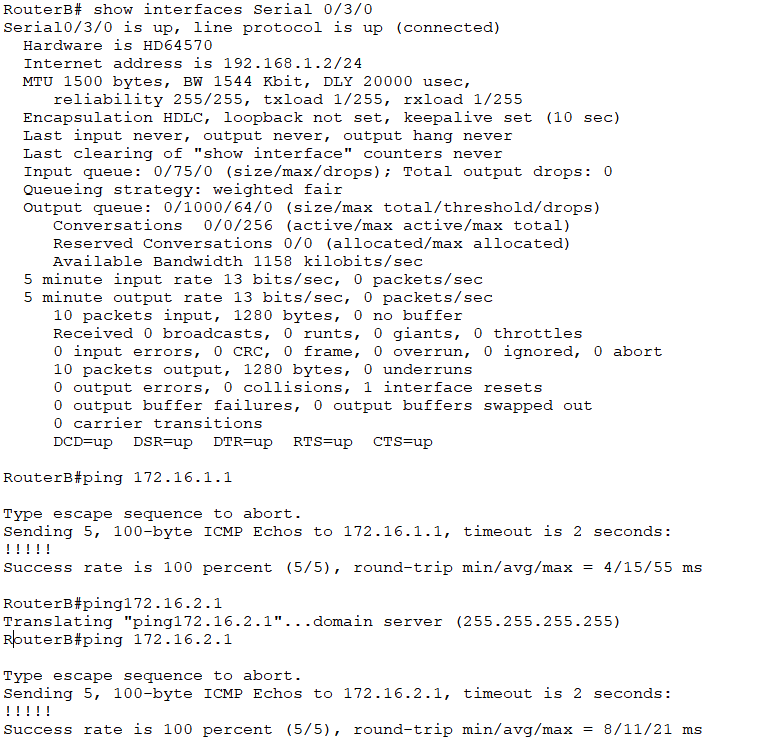 RouterB# show interfaces Serial 0/3/0
Serial0/3/0 is up, line protocol is up (connected)
Hardware is HD64570
Internet address is 192.168.1.2/24
MTU 1500 bytes, BW 1544 Kbit, DLY 20000 usec,
reliability 255/255, txload 1/255, rxload 1/255
Encapsulation HDLC, loopback not set, keepalive set (10 sec)
Last input never, output never, output hang never
Last clearing of "show interface" counters never
Input queue: 0/75/0 (size/max/drops); Total output drops: 0
Queueing strategy: weighted fair
Output queue: 0/1000/64/0 (size/max total/threshold/drops)
Conversations  0/0/256 (active/max active/max total)
Reserved Conversations 0/0 (allocated/max allocated)
Available Bandwidth 1158 kilobits/sec
5 minute input rate 13 bits/sec, 0 packets/sec
5 minute output rate 13 bits/sec, 0 packets/sec
10 packets input, 1280 bytes, 0 no buffer
Received 0 broadcasts, 0 runts, 0 giants, 0 throttles
0 input errors, 0 CRC, 0 frame, 0 overrun, 0 ignored, 0 abort
10 packets output, 1280 bytes, 0 underruns
0 output errors, 0 collisions, 1 interface resets
0 output buffer failures, 0 output buffers swapped out
0 carrier transitions
DCD=up  DSR=up  DTR=up  RTS=up  CTS=up
RouterB#ping 172.16.1.1
Type escape sequence to abort.
Sending 5, 100-byte ICMP Echos to 172.16.1.1, timeout is 2 seconds:
!!!!!
Success rate is 100 percent (5/5), round-trip min/avg/max = 4/15/55 ms
RouterB#ping172.16.2.1
Translating "ping172.16.2.1"...domain server (255.255.255.255)
RouterB#ping 172.16.2.1
Type escape sequence to abort.
Sending 5, 100-byte ICMP Echos to 172.16.2.1, timeout is 2 seconds:
!!!!!
Success rate is 100 percent (5/5), round-trip min/avg/max = 8/11/21 ms